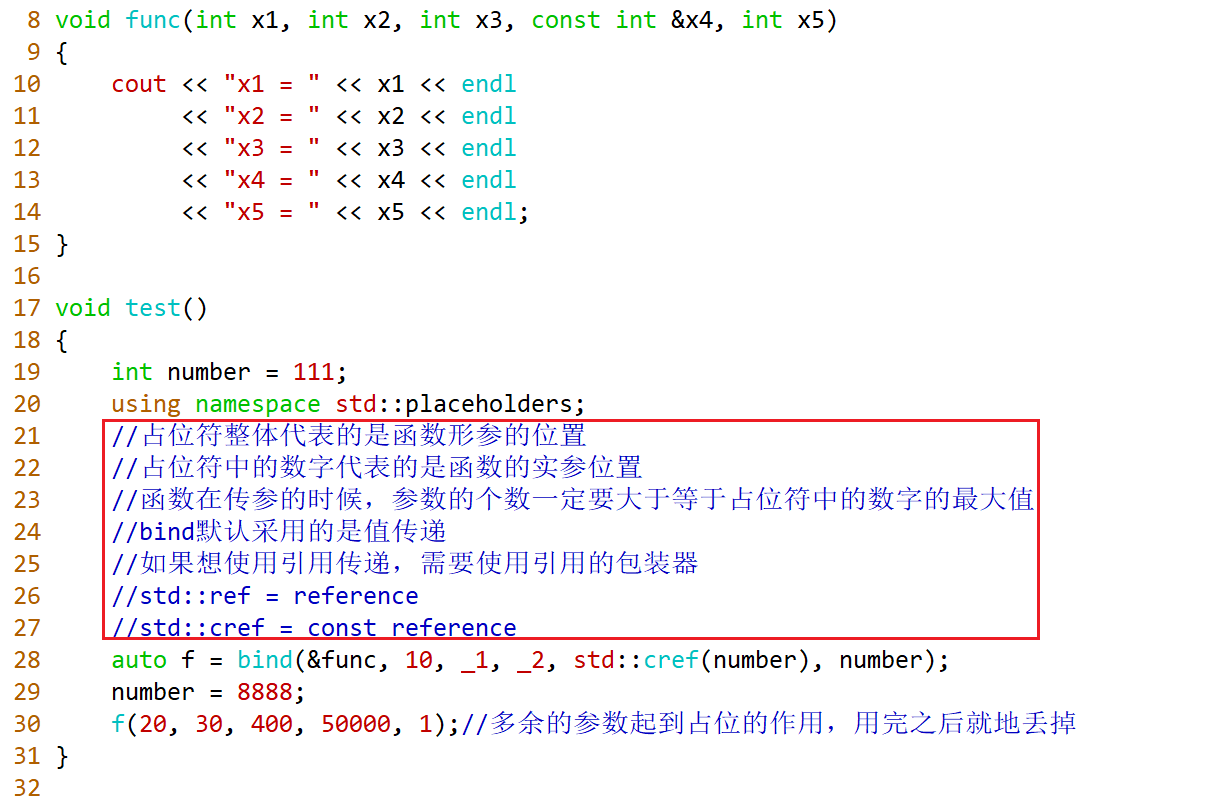 8 void func(int x1, int x2, int x3, const int &x4, int x5)
9 {
10     cout << "x1 = " << x1 << endl
11          << "x2 = " << x2 << endl
12          << "x3 = " << x3 << endl
13          << "x4 = " << x4 << endl
14          << "x5 = " << x5 << endl;
15 }
16
17 void test()
18 {
19     int number = 111;
20     using namespace std::placeholders;
21     //占位符整体代表的是函数形参的位置
22     //占位符中的数字代表的是函数的实参位置
23     //函数在传参的时候，参数的个数一定要大于等于占位符中的数字的最大值
24     //bind默认采用的是值传递
25     //如果想使用引用传递，需要使用引用的包装器
26     //std::ref = reference
27     //std::cref = const reference
28     auto f = bind(&func, 10, _1, _2, std::cref(number), number);
29     number = 8888;
30     f(20, 30, 400, 50000, 1);//多余的参数起到占位的作用，用完之后就地丢掉
31 }
32